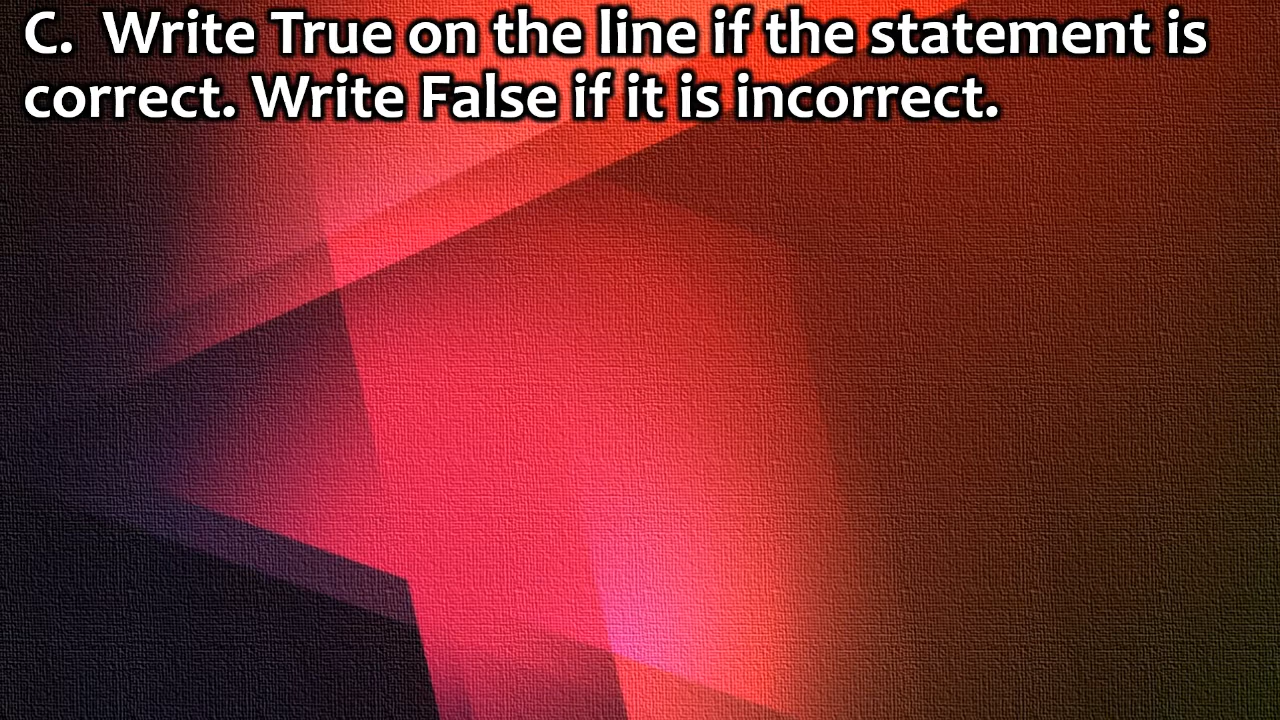 C.  Write True on the line if the statement is
correct. Write False if it is incorrect.